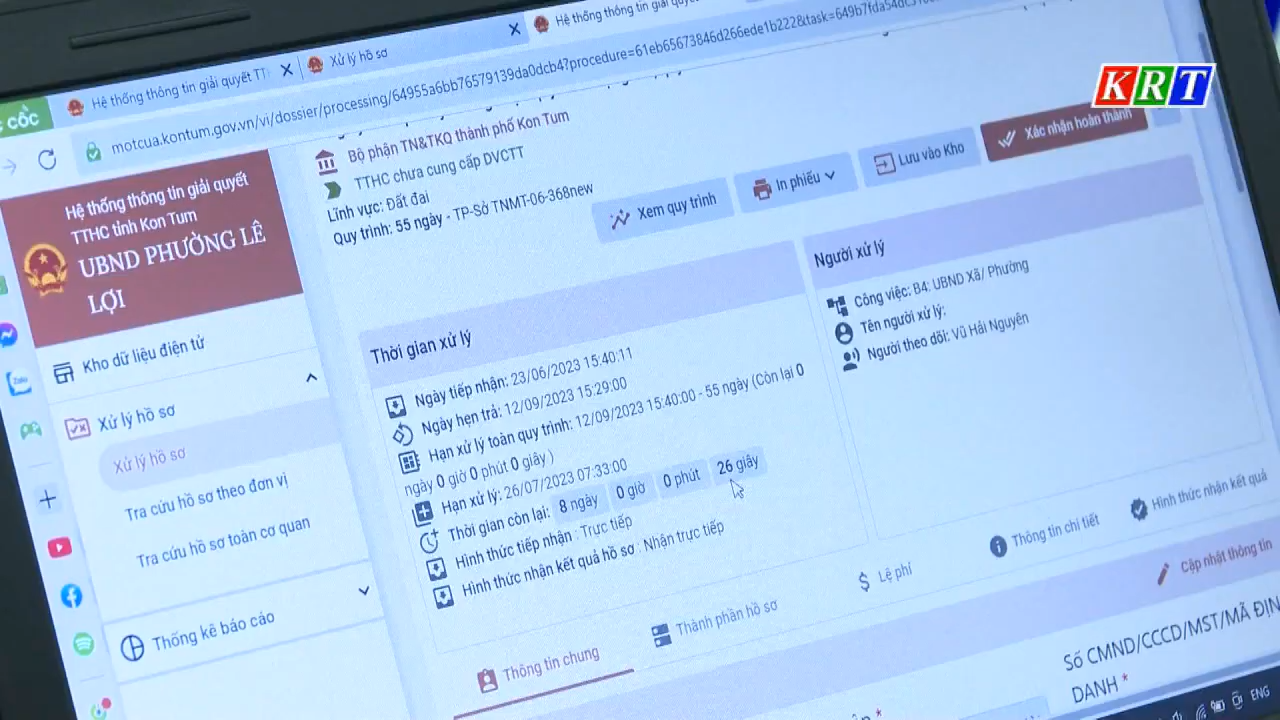 KRT
Hệ thống thông tin giải quyết TT
Xử lý hồ sơ
Hệ thống thông tin giải quyết
CỐC
motcua.kontum.gov.vn/vi/dossier/processing/64955a6bb76579139da0dcb4?procedure=61eb65673846d266ede1b222&task=649b7fda54dc
Hệ thống thông tin giải quyết
TTHC tỉnh Kon Tum
UBND PHƯỜNG LÊ
LỢI
Kho dữ liệu điện tử
Xử lý hồ sơ
Xử lý hồ sơ
Tra cứu hồ sơ theo đơn vị
Tra cứu hồ sơ toàn cơ quan
Thống kê báo cáo
Bộ phận TN&TKQ thành phố Kon Tum
TTHC chưa cung cấp DVCTT
Lĩnh vực: Đất đai
Quy trình: 55 ngày - TP-Sở TNMT-06-368new
Xem quy trình
In phiếu
Lưu vào Kho
Xác nhận hoàn thành
Thời gian xử lý
Ngày tiếp nhận: 23/06/2023 15:40:11
Ngày hẹn trả: 12/09/2023 15:29:00
Hạn xử lý toàn quy trình: 12/09/2023 15:40:00 - 55 ngày (Còn lại 0
ngày 0 giờ 0 phút 0 giây )
Hạn xử lý: 26/07/2023 07:33:00
Thời gian còn lại: 8 ngày 0 giờ 0 phút 26 giây
Hình thức tiếp nhận : Trực tiếp
Hình thức nhận kết quả hồ sơ : Nhận trực tiếp
Người xử lý
Công việc: B4: UBND Xã/ Phường
Tên người xử lý:
Người theo dõi: Vũ Hải Nguyên
Thông tin chung
Thành phần hồ sơ
Lệ phí
Thông tin chi tiết
Hình thức nhận kết quả
Cập nhật thông tin
Số CMND/CCCD/MST/MÃ ĐỊN
DANH *
ENG